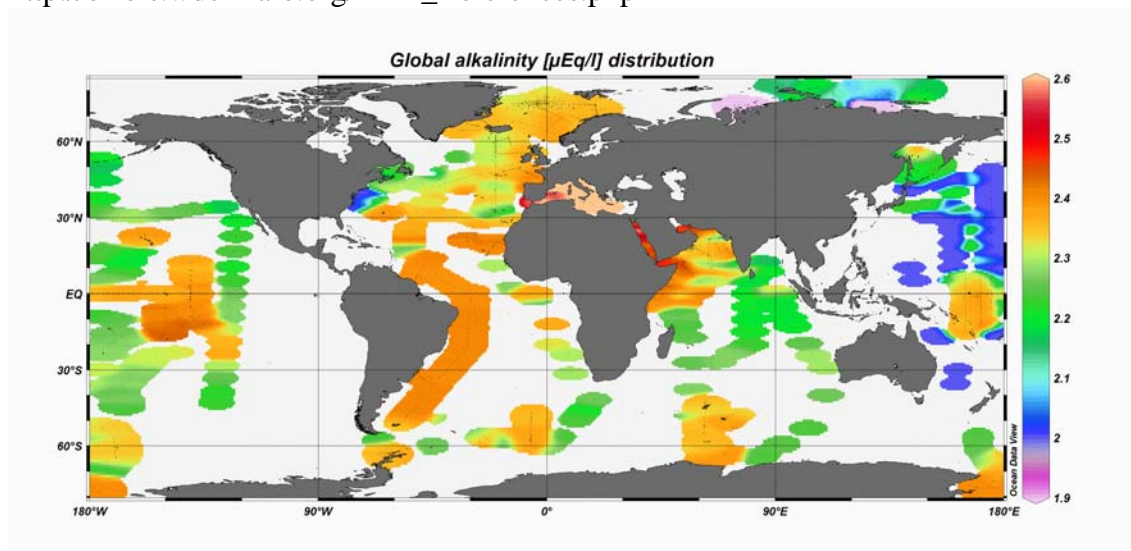 Global alkalinity [µEq/l] distribution
60°N
30°N
EQ
30°S
60°S
180°W
90°W
0°
90°E
180°E
2.6
2.5
2.4
2.3
2.2
2.1
2
1.9
Ocean Data View